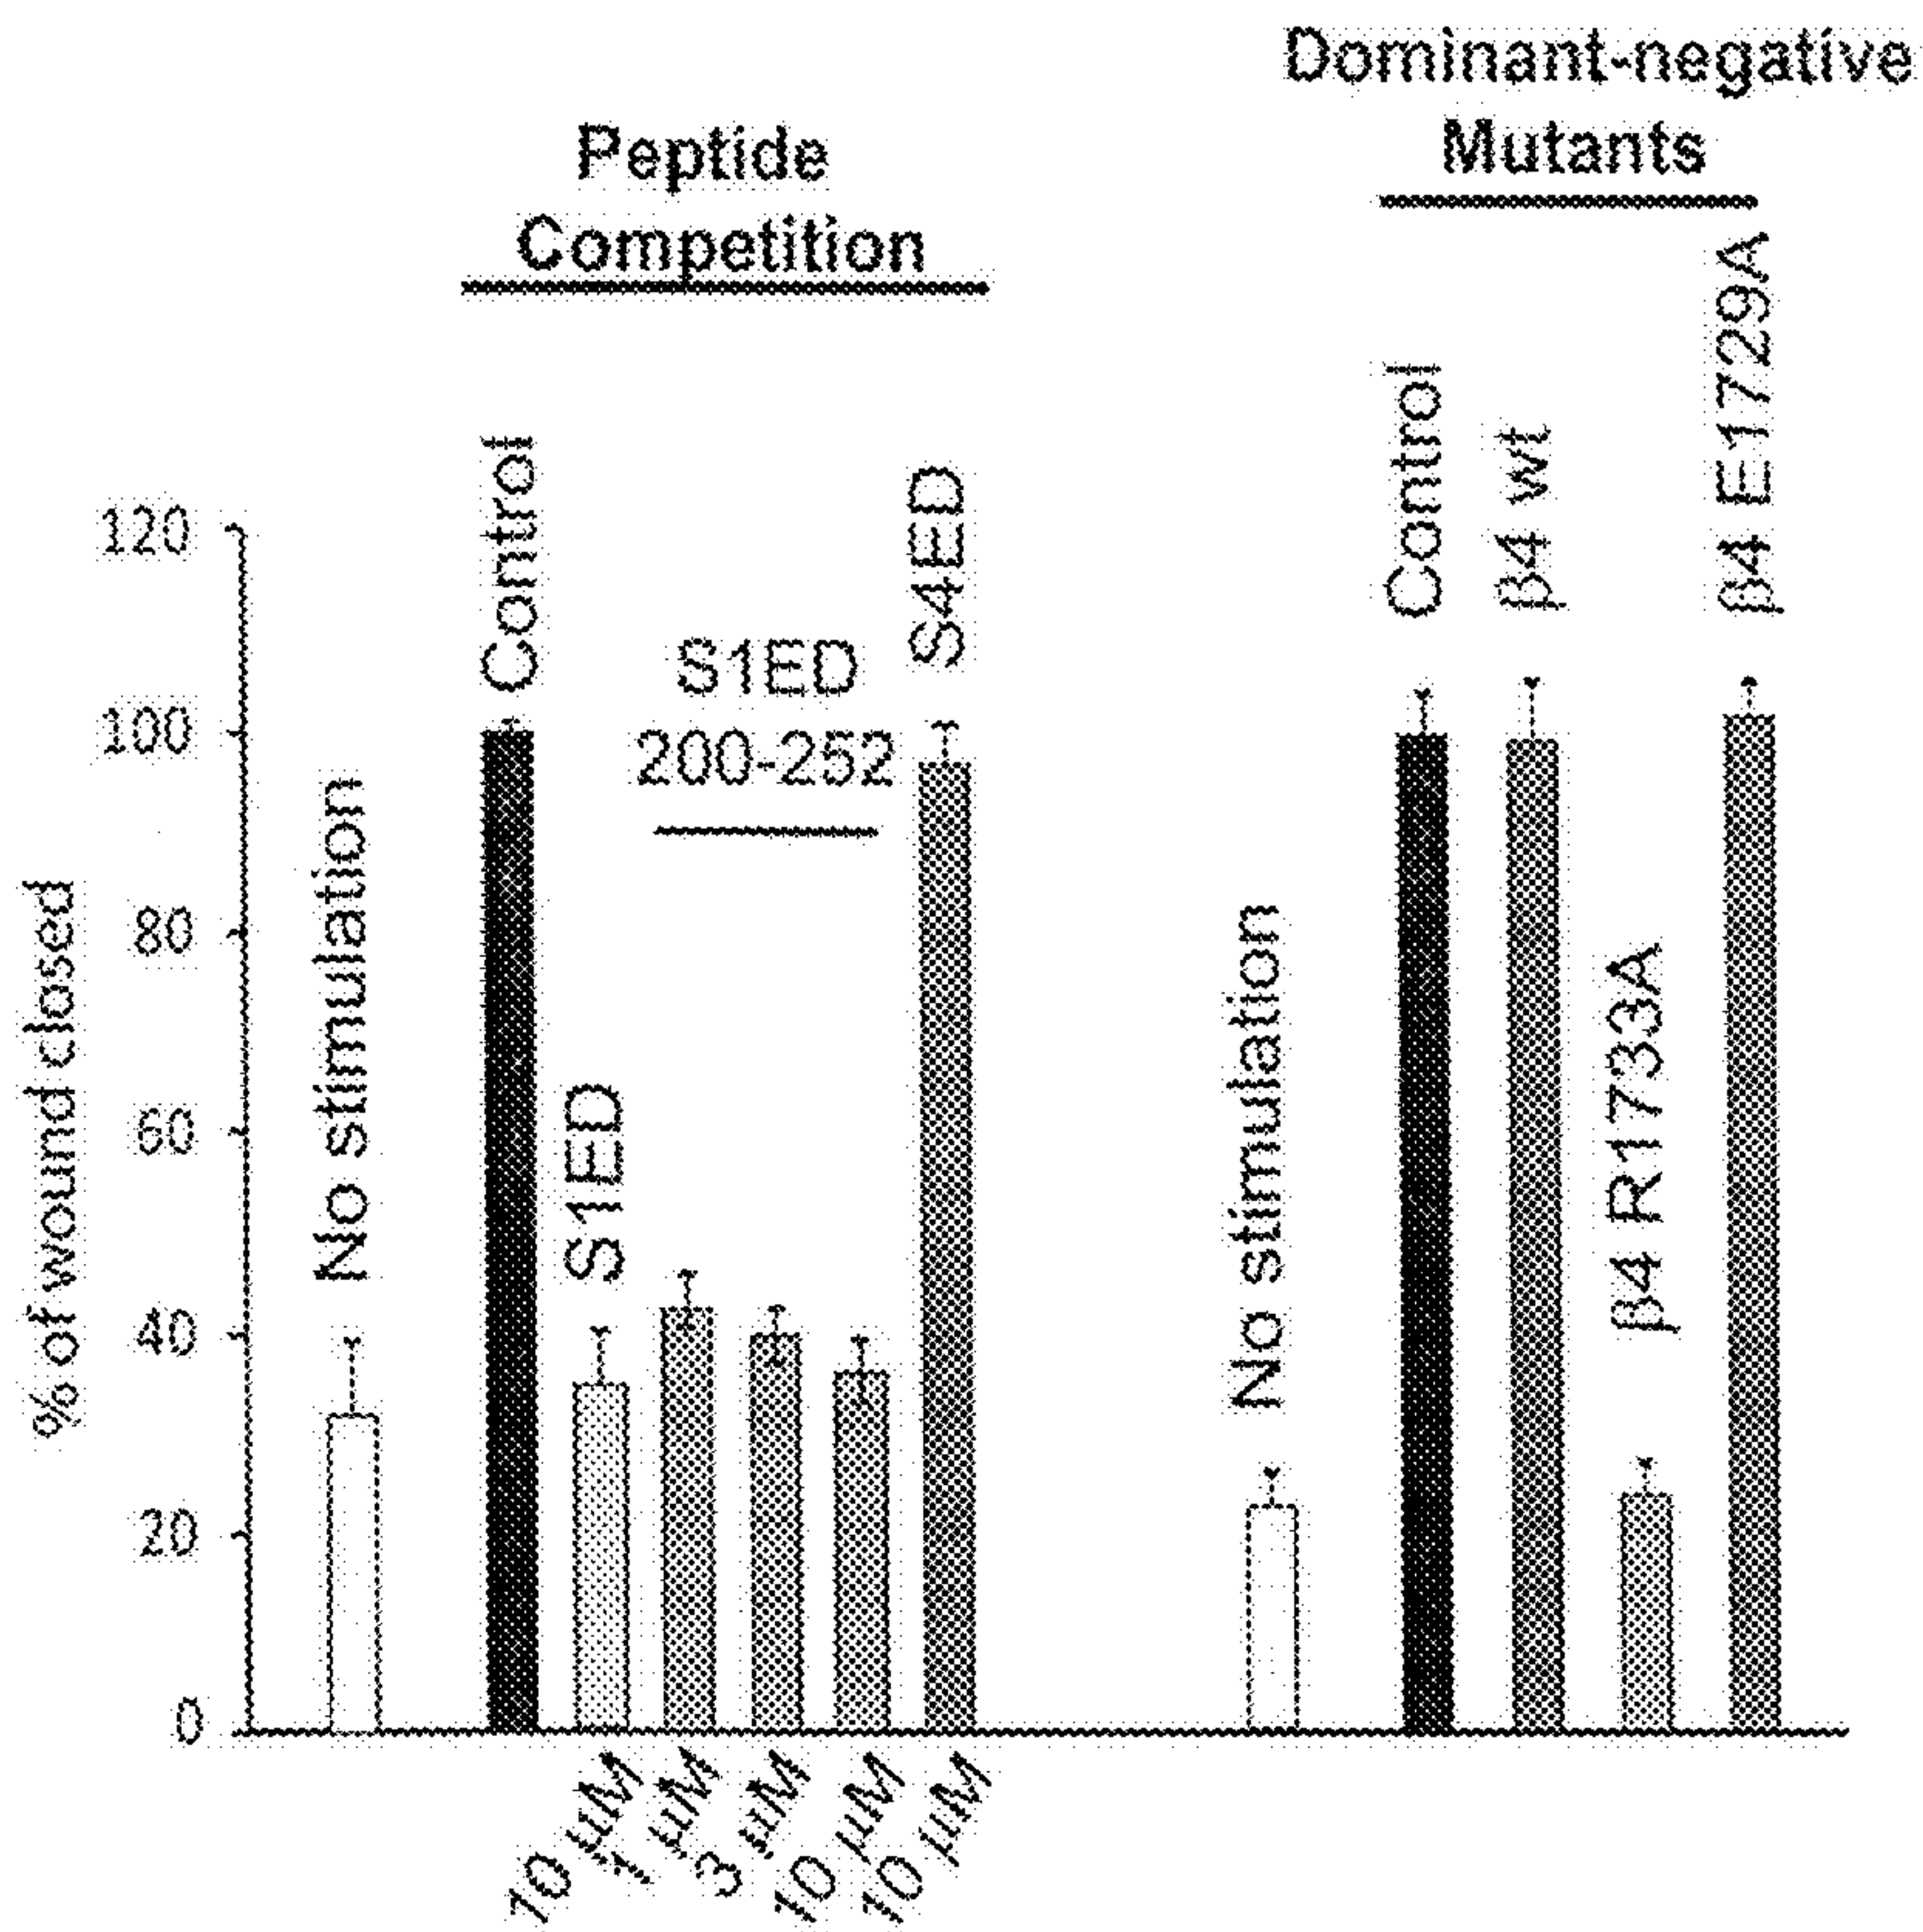 Dominant-negative
Mutants
Peptide
Competition
% of wound closed
120
100
80
60
40
20
0
No stimulation
Control
S1ED
S1ED
200-252
S4ED
No stimulation
Control
β4 wt
β4 R1733A
β4 E1729A
10 µM
1 µM
3 µM
10 µM
10 µM